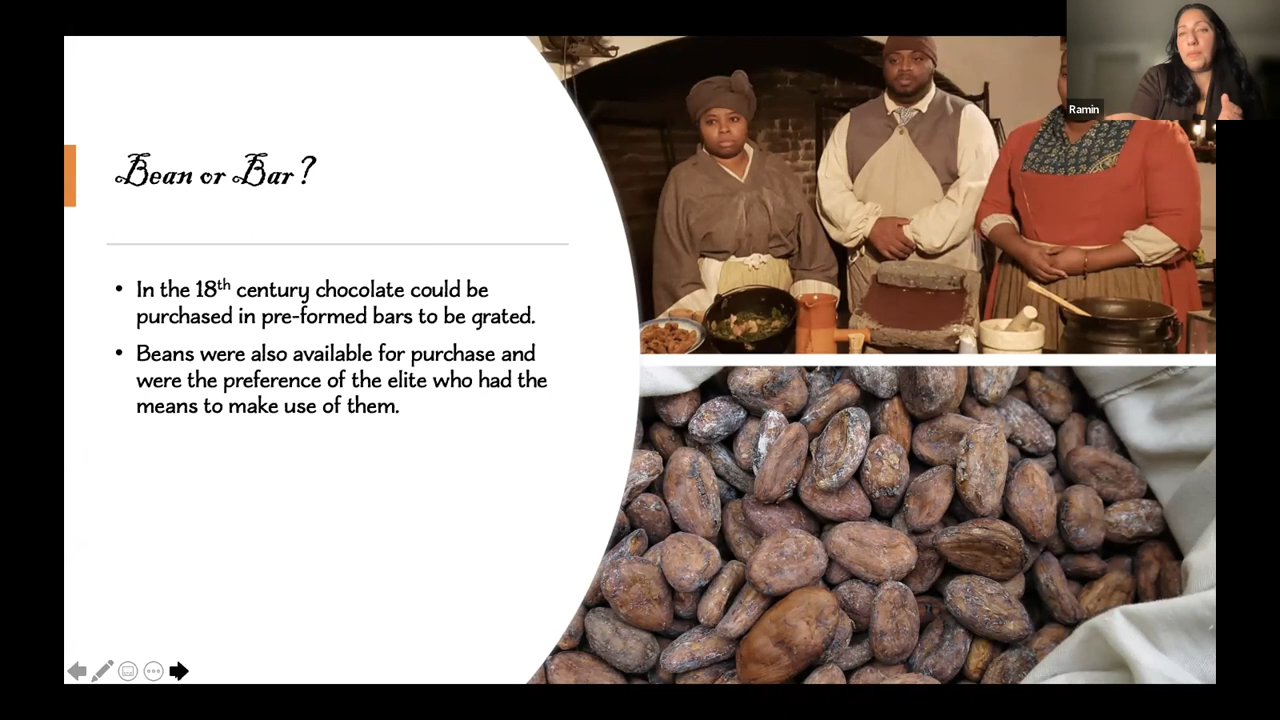 Ramin
Bean or Bar?
• In the 18th century chocolate could be
purchased in pre-formed bars to be grated.
• Beans were also available for purchase and
were the preference of the elite who had the
means to make use of them.